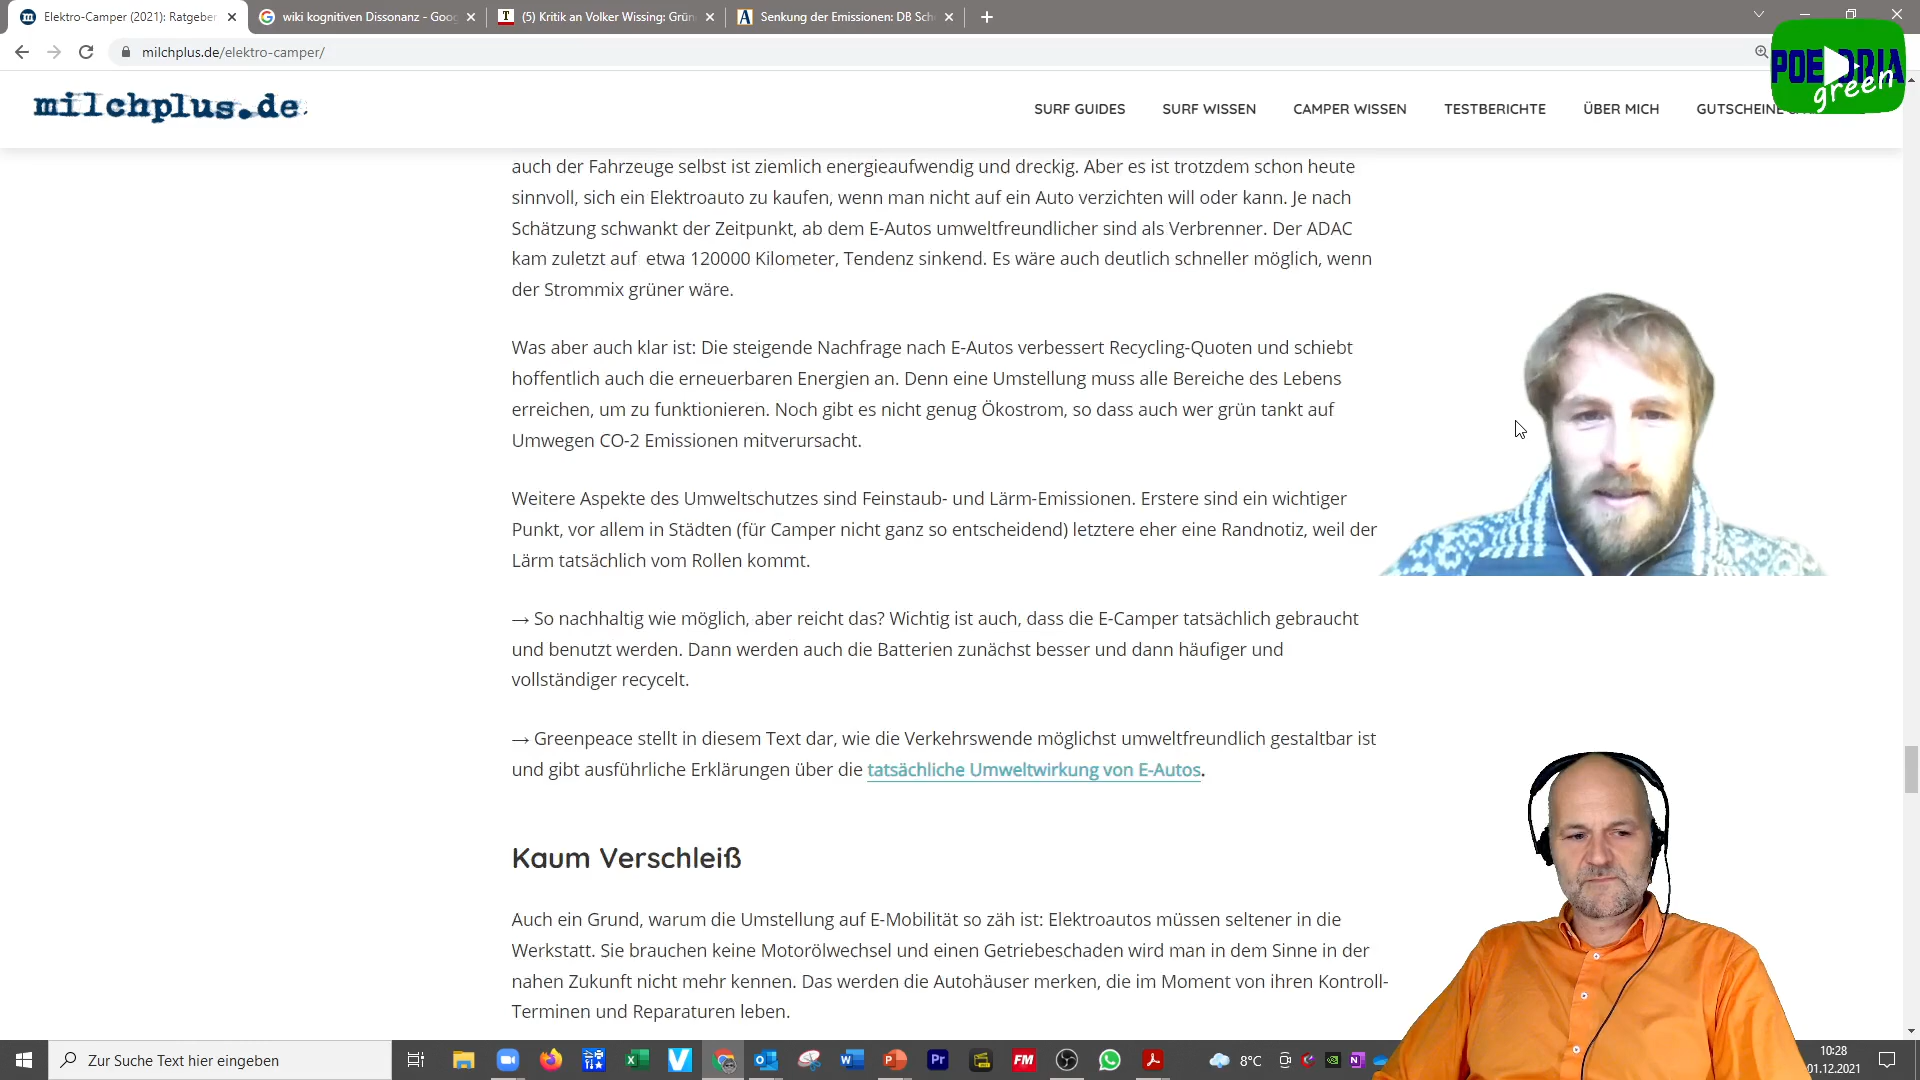 Elektro-Camper (2021): Ratgeber
wiki kognitiven Dissonanz - Goog
(5) Kritik an Volker Wissing: Grün
Senkung der Emissionen: DB Sch
milchplus.de/elektro-camper/
POE DRIA
green
milchplus.de
SURF GUIDES
SURF WISSEN
CAMPER WISSEN
TESTBERICHTE
ÜBER MICH
GUTSCHEINE
auch der Fahrzeuge selbst ist ziemlich energieaufwendig und dreckig. Aber es ist trotzdem schon heute
sinnvoll, sich ein Elektroauto zu kaufen, wenn man nicht auf ein Auto verzichten will oder kann. Je nach
Schätzung schwankt der Zeitpunkt, ab dem E-Autos umweltfreundlicher sind als Verbrenner. Der ADAC
kam zuletzt auf etwa 120000 Kilometer, Tendenz sinkend. Es wäre auch deutlich schneller möglich, wenn
der Strommix grüner wäre.
Was aber auch klar ist: Die steigende Nachfrage nach E-Autos verbessert Recycling-Quoten und schiebt
hoffentlich auch die erneuerbaren Energien an. Denn eine Umstellung muss alle Bereiche des Lebens
erreichen, um zu funktionieren. Noch gibt es nicht genug Ökostrom, so dass auch wer grün tankt auf
Umwegen CO-2 Emissionen mitverursacht.
Weitere Aspekte des Umweltschutzes sind Feinstaub- und Lärm-Emissionen. Erstere sind ein wichtiger
Punkt, vor allem in Städten (für Camper nicht ganz so entscheidend) letztere eher eine Randnotiz, weil der
Lärm tatsächlich vom Rollen kommt.
→ So nachhaltig wie möglich, aber reicht das? Wichtig ist auch, dass die E-Camper tatsächlich gebraucht
und benutzt werden. Dann werden auch die Batterien zunächst besser und dann häufiger und
vollständiger recycelt.
→ Greenpeace stellt in diesem Text dar, wie die Verkehrswende möglichst umweltfreundlich gestaltbar ist
und gibt ausführliche Erklärungen über die tatsächliche Umweltwirkung von E-Autos.
Kaum Verschleiß
Auch ein Grund, warum die Umstellung auf E-Mobilität so zäh ist: Elektroautos müssen seltener in die
Werkstatt. Sie brauchen keine Motorölwechsel und einen Getriebeschaden wird man in dem Sinne in der
nahen Zukunft nicht mehr kennen. Das werden die Autohäuser merken, die im Moment von ihren Kontroll-
Terminen und Reparaturen leben.
Zur Suche Text hier eingeben
8°C
10:28
01.12.2021